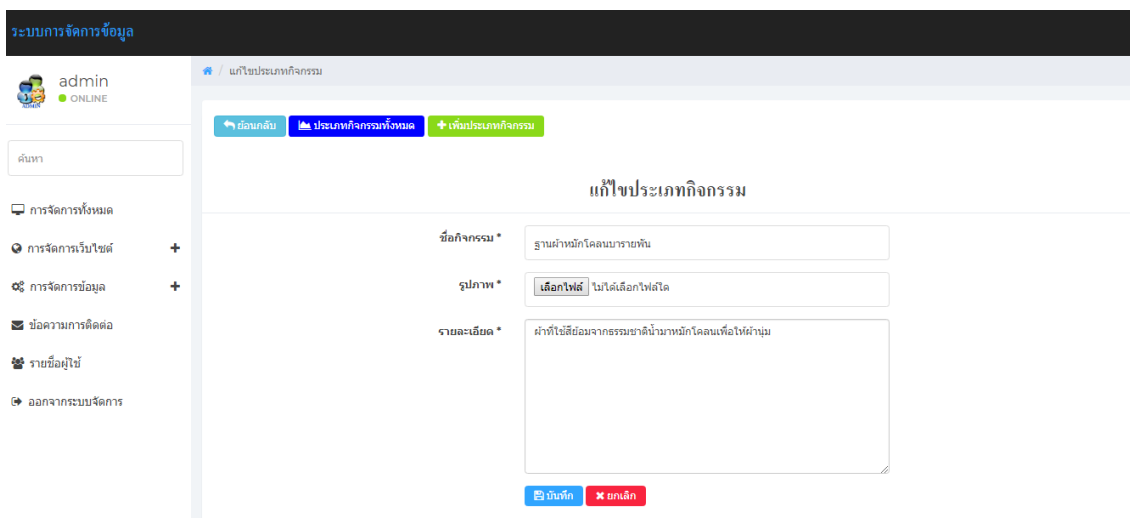 ระบบการจัดการข้อมูล
admin
ONLINE
ADMIN
ค้นหา
การจัดการทั้งหมด
การจัดการเว็บไซต์
การจัดการข้อมูล
ข้อความการติดต่อ
รายชื่อผู้ใช้
ออกจากระบบจัดการ
/ แก้ไขประเภทกิจกรรม
ย้อนกลับ ประเภทกิจกรรมทั้งหมด เพิ่มประเภทกิจกรรม
แก้ไขประเภทกิจกรรม
ชื่อกิจกรรม * ฐานผ้าหมักโคลนบารายพัน
รูปภาพ * เลือกไฟล์ ไม่ได้เลือกไฟล์ใด
รายละเอียด * ผ้าที่ใช้สีย้อมจากธรรมชาติน้ำมาหมักโคลนเพื่อให้ผ้านุ่ม
บันทึก ยกเลิก